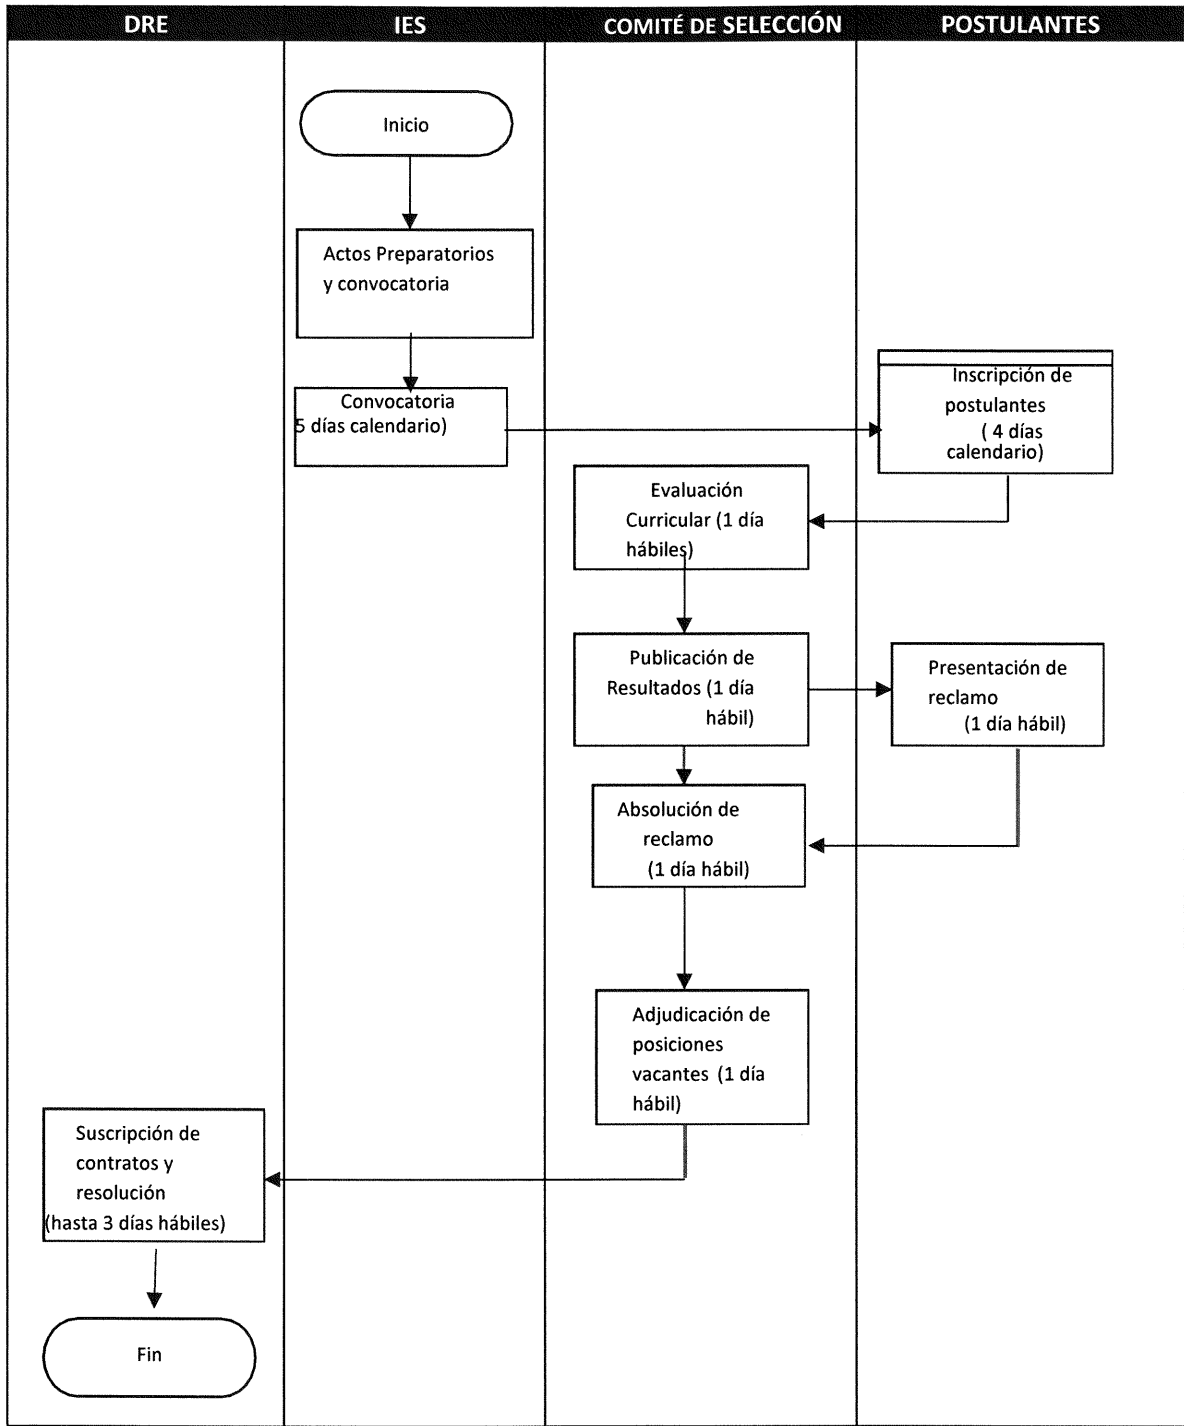 DRE
IES
COMITÉ DE SELECCIÓN
POSTULANTES
Inicio
Actos Preparatorios
y convocatoria
Convocatoria
5 días calendario)
Inscripción de
postulantes
( 4 días
calendario)
Evaluación
Curricular (1 día
hábiles)
Publicación de
Resultados (1 día
hábil)
Presentación de
reclamo
(1 día hábil)
Absolución de
reclamo
(1 día hábil)
Adjudicación de
posiciones
vacantes (1 día
hábil)
Suscripción de
contratos y
resolución
(hasta 3 días hábiles)
Fin